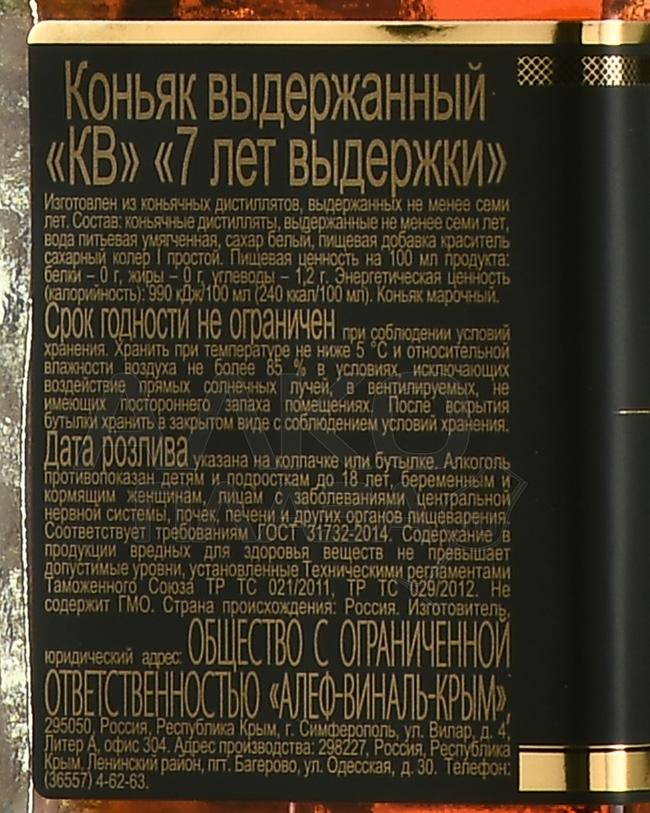 Коньяк выдержанный
«КВ» «7 лет выдержки»
Изготовлен из коньячных дистиллятов, выдержанных не менее семи
лет. Состав: коньячные дистилляты, выдержанные не менее семи лет,
вода питьевая умягченная, сахар белый, пищевая добавка краситель
сахарный колер I простой. Пищевая ценность на 100 мл продукта:
белки – 0 г, жиры – 0 г, углеводы – 1,2 г. Энергетическая ценность
(калорийность): 990 кДж/100 мл (240 ккал/100 мл). Коньяк марочный.
Срок годности не ограничен при соблюдении условий
хранения. Хранить при температуре не ниже 5 °С и относительной
влажности воздуха не более 85 % в условиях, исключающих
воздействие прямых солнечных лучей, в вентилируемых, не
имеющих постороннего запаха помещениях. После вскрытия
бутылки хранить в закрытом виде с соблюдением условий хранения.
Дата розлива указана на колпачке или бутылке. Алкоголь
противопоказан детям и подросткам до 18 лет, беременным и
кормящим женщинам, лицам с заболеваниями центральной
нервной системы, почек, печени и других органов пищеварения.
Соответствует требованиям ГОСТ 31732-2014. Содержание в
продукции вредных для здоровья веществ не превышает
допустимые уровни, установленные Техническими регламентами
Таможенного Союза ТР ТС 021/2011, ТР ТС 029/2012. Не
содержит ГМО. Страна происхождения: Россия. Изготовитель,
юридический адрес: ОБЩЕСТВО С ОГРАНИЧЕННОЙ
ОТВЕТСТВЕННОСТЬЮ «АЛЕФ-ВИНАЛЬ-КРЫМ»,
295050, Россия, Республика Крым, г. Симферополь, ул. Вилар, д. 4,
Литер А, офис 304. Адрес производства: 298227, Россия, Республика
Крым, Ленинский район, пгт. Багерово, ул. Одесская, д. 30. Телефон:
(36557) 4-62-63.